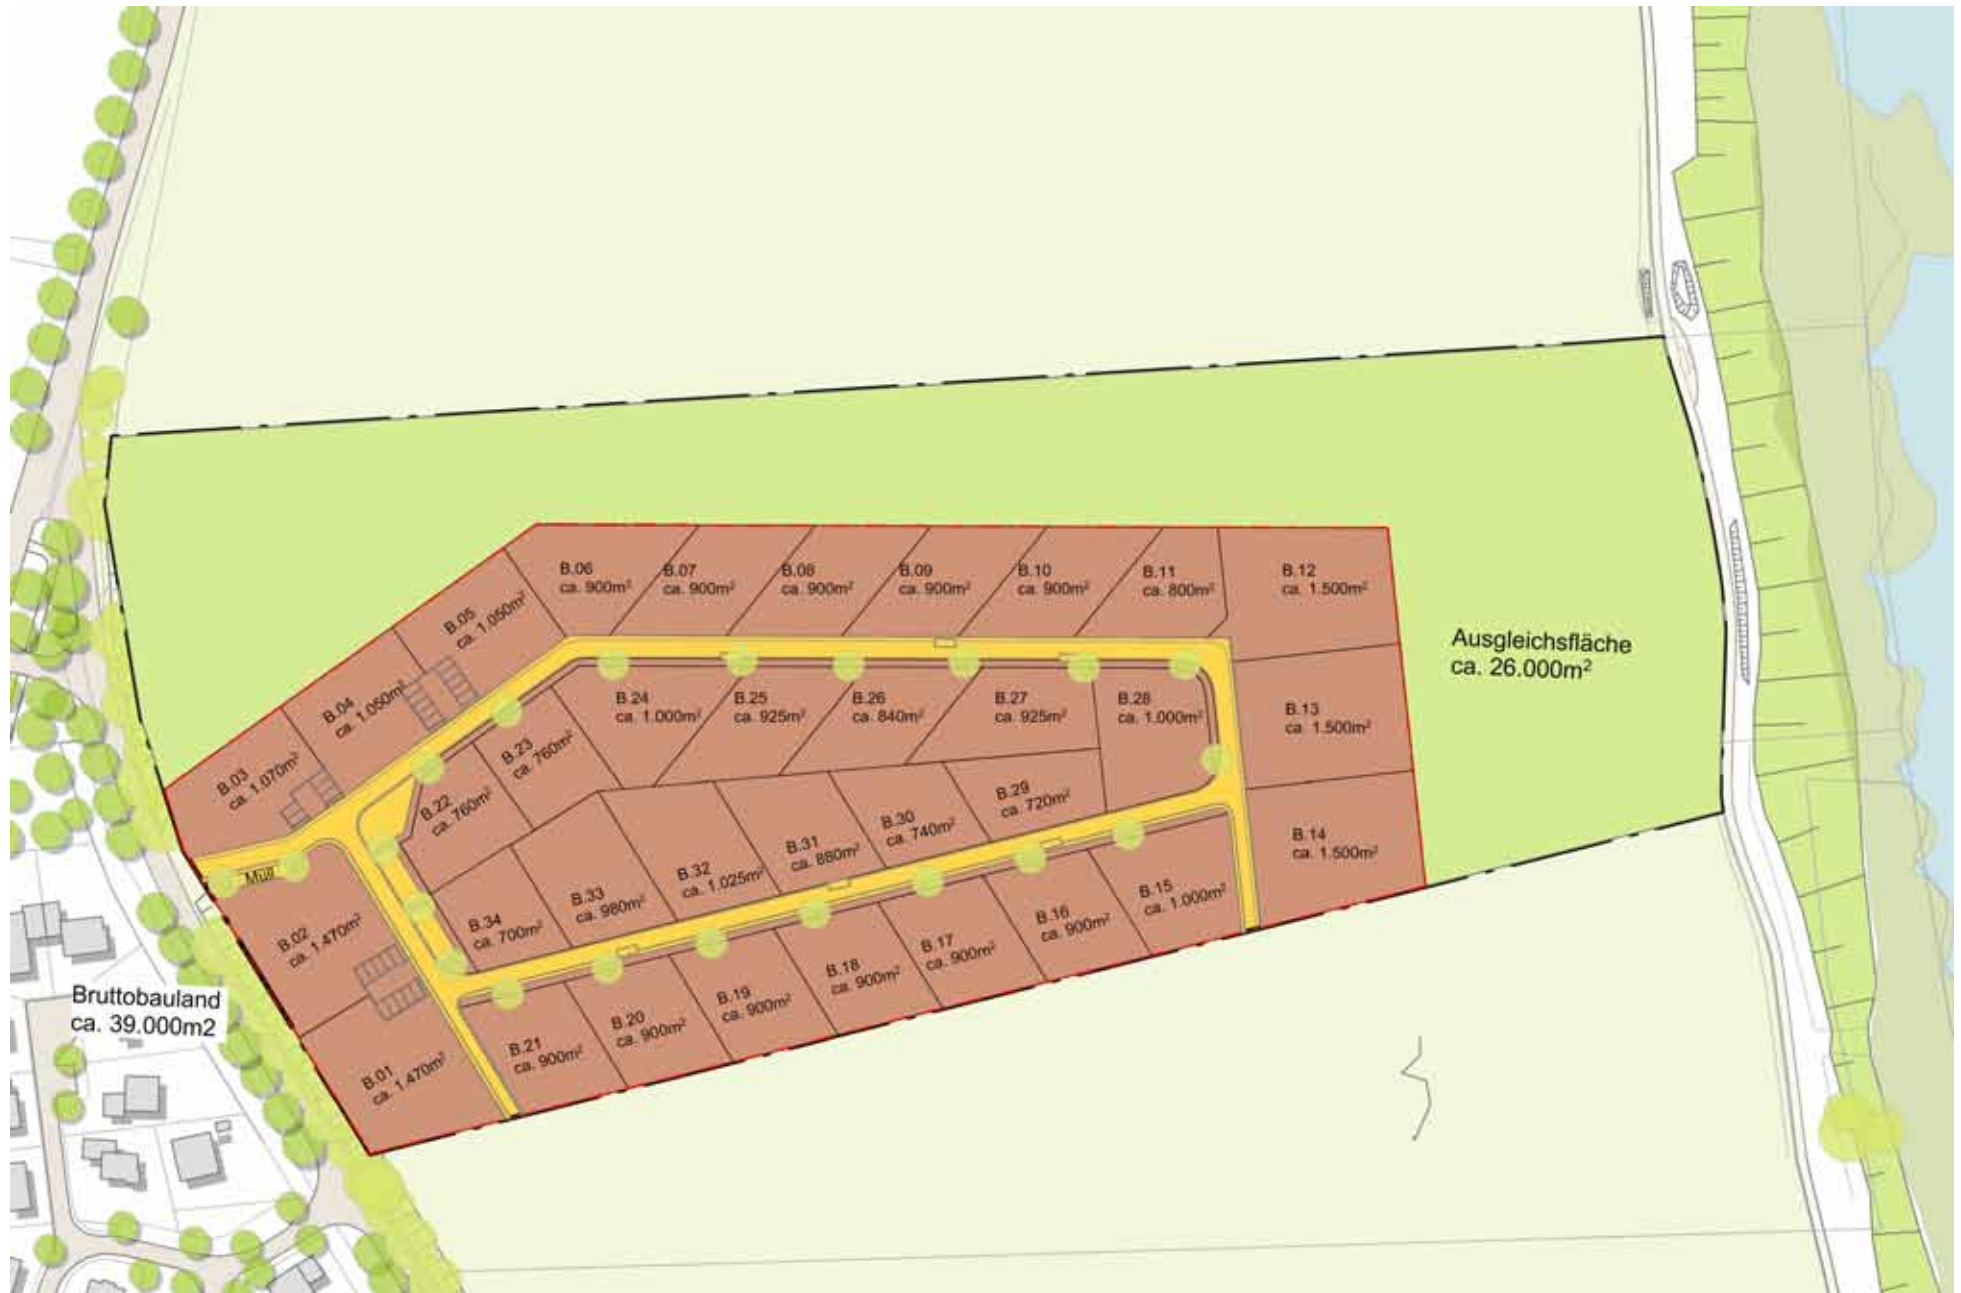 B.06
ca. 900m²
B.07
ca. 900m²
B.08
ca. 900m²
B.09
ca. 900m²
B.10
ca. 900m²
B.11
ca. 800m²
B.12
ca. 1.500m²
B.05
ca. 1.050m²
B.04
ca. 1.050m²
B.03
ca. 1.070m²
Ausgleichsfläche
ca. 26.000m²
B.24
ca. 1.000m²
B.25
ca. 925m²
B.26
ca. 840m²
B.27
ca. 925m²
B.28
ca. 1.000m²
B.13
ca. 1.500m²
B.23
ca. 760m²
B.22
ca. 760m²
B.29
ca. 720m²
B.30
ca. 740m²
B.31
ca. 880m²
B.32
ca. 1.025m²
B.33
ca. 980m²
B.34
ca. 700m²
B.14
ca. 1.500m²
Müll
B.02
ca. 1.470m²
B.15
ca. 1.000m²
B.16
ca. 900m²
B.17
ca. 900m²
B.18
ca. 900m²
B.19
ca. 900m²
B.20
ca. 900m²
B.21
ca. 900m²
B.01
ca. 1.470m²
Bruttobauland
ca. 39.000m2